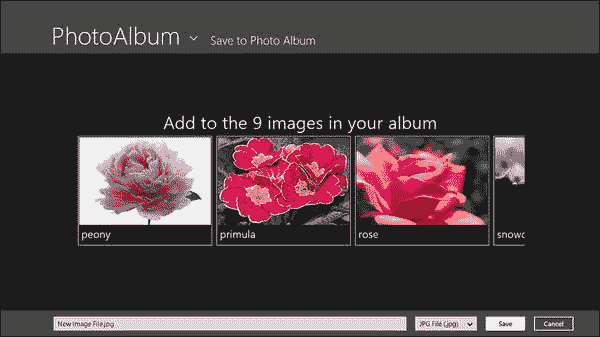 PhotoAlbum Save to Photo Album
Add to the 9 images in your album
peony primula rose snowd
New Image File.jpg JPG File (.jpg) Save Cancel